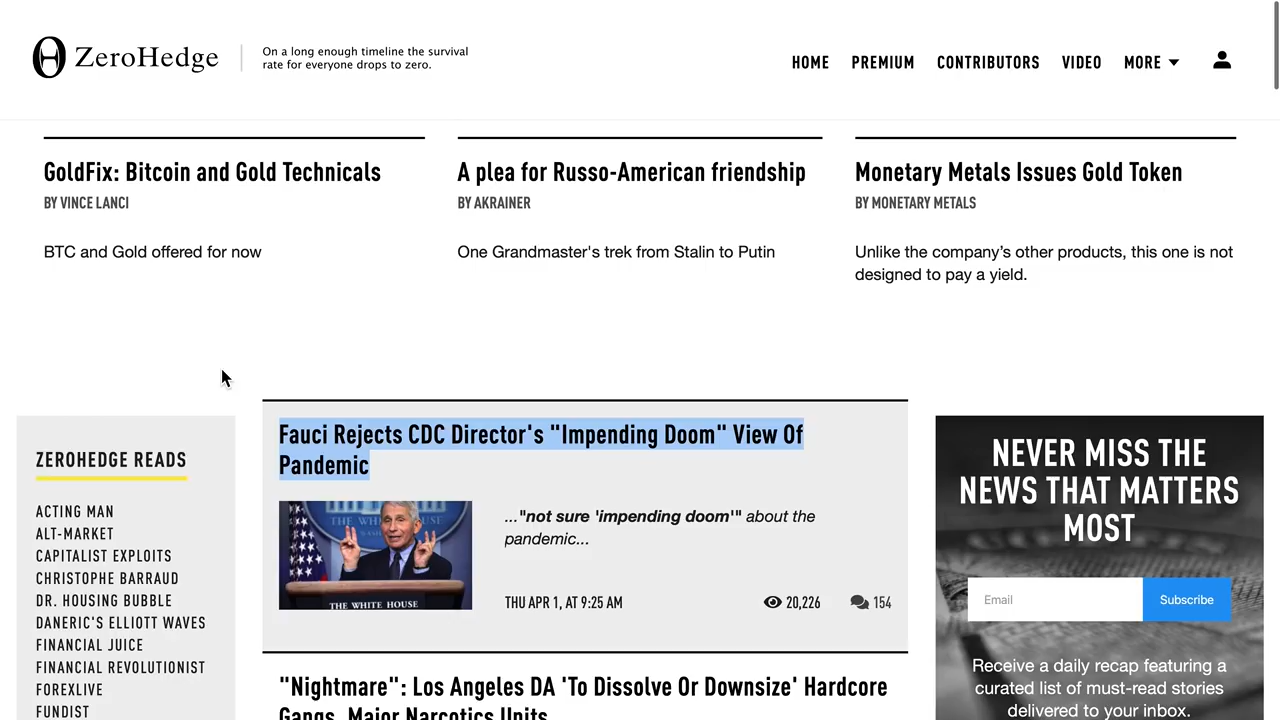 ZeroHedge
On a long enough timeline the survival
rate for everyone drops to zero.
HOME PREMIUM CONTRIBUTORS VIDEO MORE
GoldFix: Bitcoin and Gold Technicals
BY VINCE LANCI
BTC and Gold offered for now
A plea for Russo-American friendship
BY AKRAINER
One Grandmaster's trek from Stalin to Putin
Monetary Metals Issues Gold Token
BY MONETARY METALS
Unlike the company’s other products, this one is not
designed to pay a yield.
ZEROHEDGE READS
ACTING MAN
ALT-MARKET
CAPITALIST EXPLOITS
CHRISTOPHE BARRAUD
DR. HOUSING BUBBLE
DANERIC'S ELLIOTT WAVES
FINANCIAL JUICE
FINANCIAL REVOLUTIONIST
FOREXLIVE
FUNDIST
Fauci Rejects CDC Director's "Impending Doom" View Of
Pandemic
THE WHITE HOUSE
..."not sure 'impending doom'" about the
pandemic...
THU APR 1, AT 9:25 AM
20,226
154
"Nightmare": Los Angeles DA 'To Dissolve Or Downsize' Hardcore
Gangs, Major Narcotics Units
NEVER MISS THE
NEWS THAT MATTERS
MOST
Email
Subscribe
Receive a daily recap featuring a
curated list of must-read stories
delivered to your inbox.